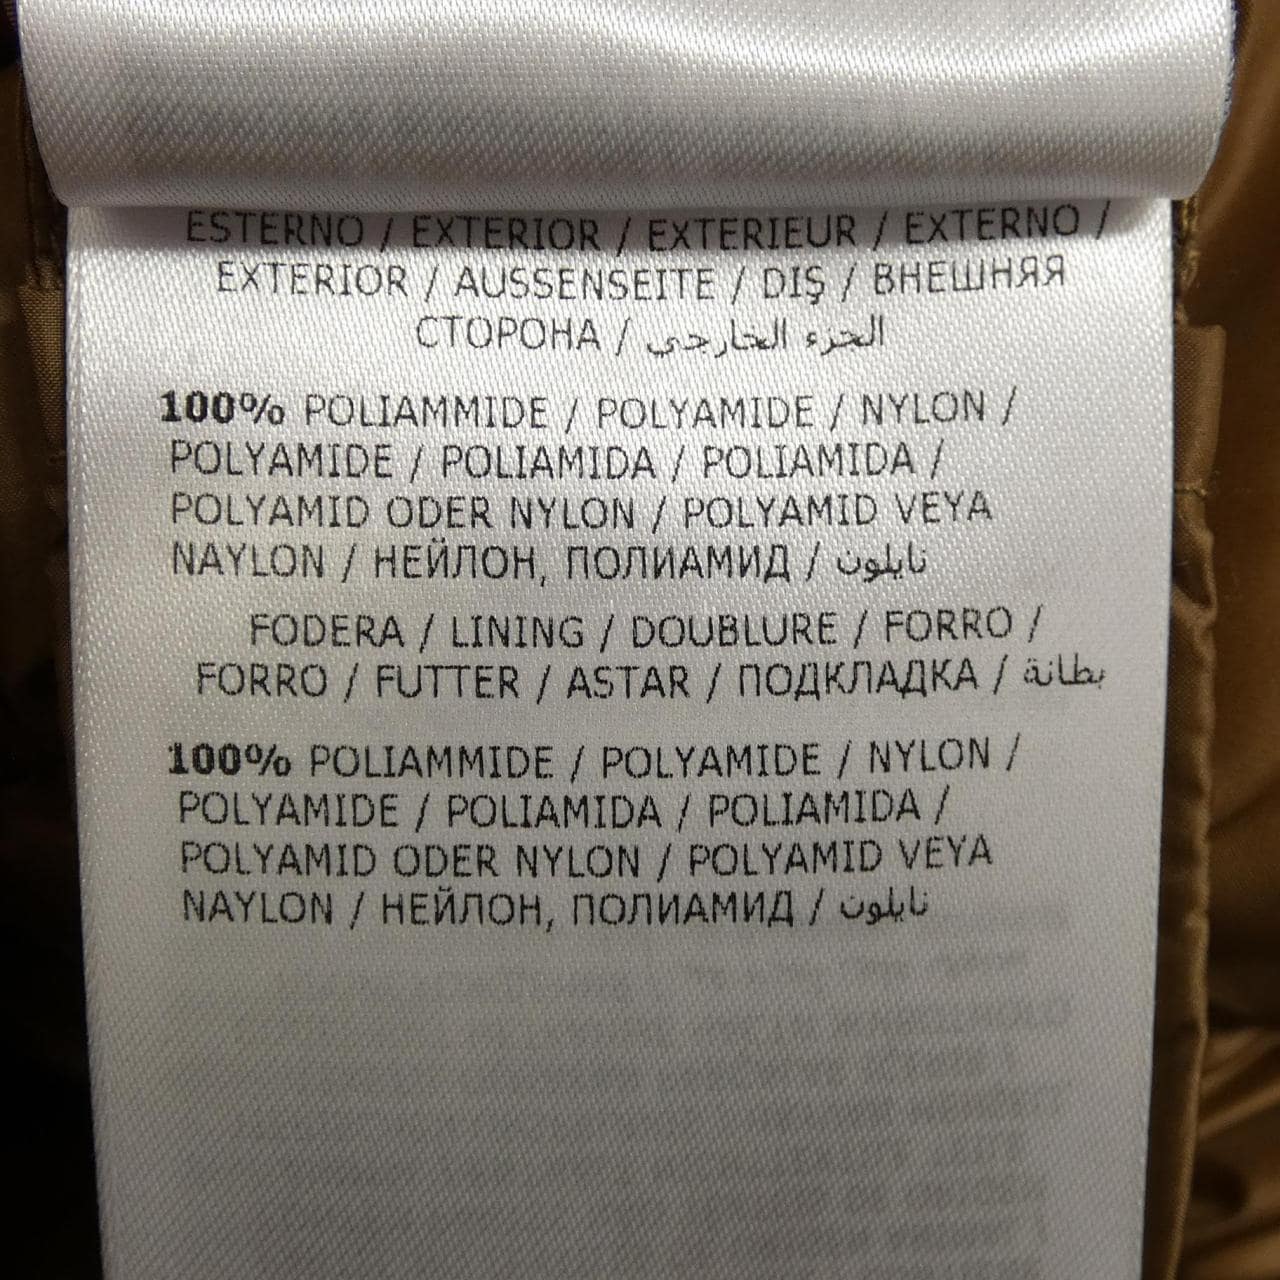 ESTERNO / EXTERIOR / EXTERIEUR / EXTERNO /
EXTERIOR / AUSSENSEITE / DIŞ / ВНЕШНЯЯ
СТОРОНА / الجزء الخارجي
100% POLIAMMIDE / POLYAMIDE / NYLON /
POLYAMIDE / POLIAMIDA / POLIAMIDA /
POLYAMID ODER NYLON / POLYAMID VEYA
NAYLON / НЕЙЛОН, ПОЛИАМИД / نايلون
FODERA / LINING / DOUBLURE / FORRO /
FORRO / FUTTER / ASTAR / ПОДКЛАДКА / بطانة
100% POLIAMMIDE / POLYAMIDE / NYLON /
POLYAMIDE / POLIAMIDA / POLIAMIDA /
POLYAMID ODER NYLON / POLYAMID VEYA
NAYLON / НЕЙЛОН, ПОЛИАМИД / نايلون